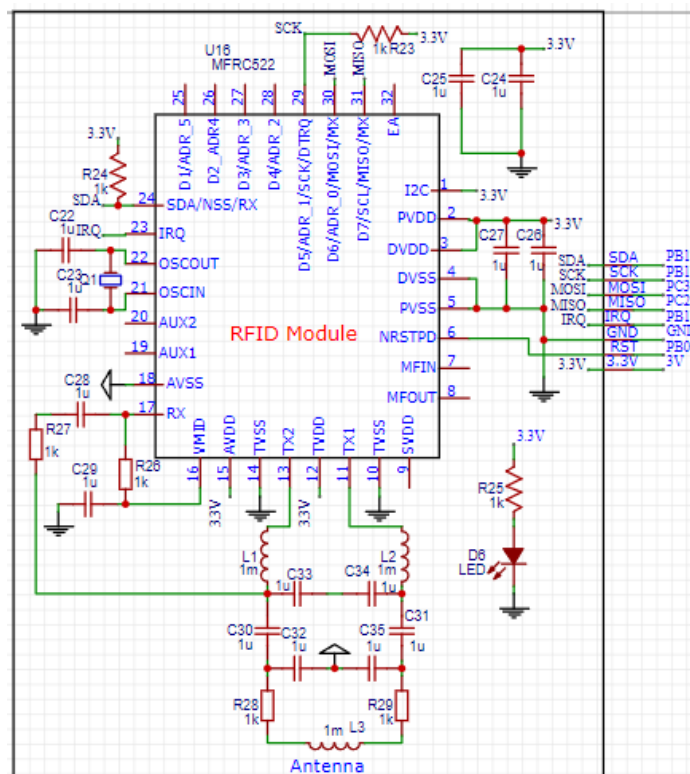 SCK
1k R23
3.3V
U16
MFRC522
MOSI
MISO
3.3V
C25
1u
C24
1u
25
26
27
28
29
30
31
32
D1/ADR_5
D2_ADR4
D3/ADR_3
D4/ADR_2
D5/ADR_1/SCK/DTRQ
D6/ADR_0/MOSI/MX
D7/SCL/MISO/MX
EA
3.3V
R24
1k
SDA
24
SDA/NSS/RX
IRQ
23
IRQ
C22
1u
22
OSCOUT
C23
1u
Q1
21
OSCIN
20
AUX2
19
AUX1
18
AVSS
17
RX
RFID Module
I2C
1
3.3V
PVDD
2
3.3V
DVDD
3
DVSS
4
PVSS
5
NRSTPD
6
MFIN
7
MFOUT
8
C27
1u
C26
1u
SDA SDA PB1
SCK SCK PB1
MOSI MOSI PC3
MISO MISO PC2
IRQ IRQ PB1
GND
RST PB0
3.3V 3.3V 3V
C28
1u
R27
1k
R26
1k
C29
1u
VMID
AVDD
TVSS
TX2
TVDD
TX1
TVSS
SVDD
16
15
14
13
12
11
10
9
3.3V
3.3V
3.3V
R25
1k
D6
LED
L1
1m
L2
1m
C33
1u
C34
1u
C30
1u
C32
1u
C35
1u
C31
1u
R28
1k
R29
1k
1m L3
Antenna